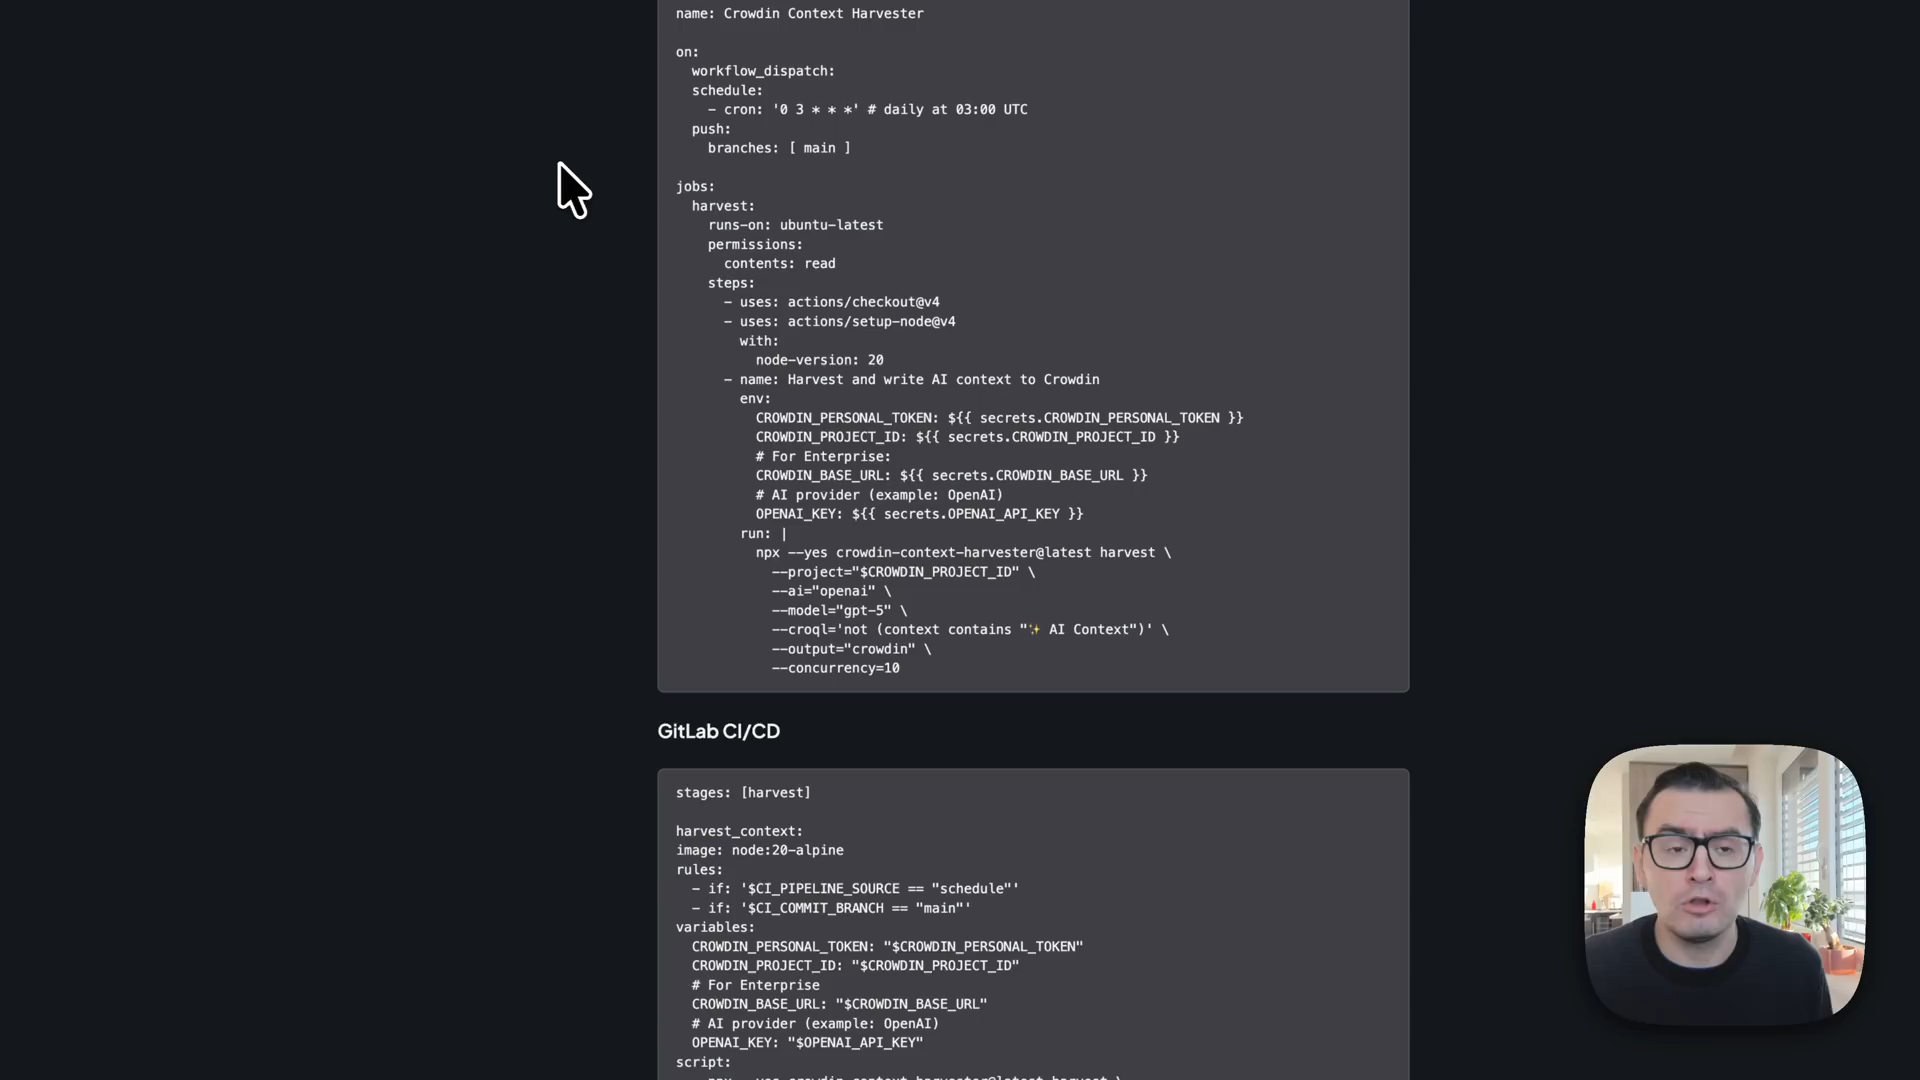 name: Crowdin Context Harvester
on:
workflow_dispatch:
schedule:
- cron: '0 3 * * *' # daily at 03:00 UTC
push:
branches: [ main ]
jobs:
harvest:
runs-on: ubuntu-latest
permissions:
contents: read
steps:
- uses: actions/checkout@v4
- uses: actions/setup-node@v4
with:
node-version: 20
- name: Harvest and write AI context to Crowdin
env:
CROWDIN_PERSONAL_TOKEN: ${{ secrets.CROWDIN_PERSONAL_TOKEN }}
CROWDIN_PROJECT_ID: ${{ secrets.CROWDIN_PROJECT_ID }}
# For Enterprise:
CROWDIN_BASE_URL: ${{ secrets.CROWDIN_BASE_URL }}
# AI provider (example: OpenAI)
OPENAI_KEY: ${{ secrets.OPENAI_API_KEY }}
run: |
npx --yes crowdin-context-harvester@latest harvest \
--project="$CROWDIN_PROJECT_ID" \
--ai="openai" \
--model="gpt-5" \
--croql='not (context contains "✨ AI Context")' \
--output="crowdin" \
--concurrency=10
GitLab CI/CD
stages: [harvest]
harvest_context:
image: node:20-alpine
rules:
- if: '$CI_PIPELINE_SOURCE == "schedule"'
- if: '$CI_COMMIT_BRANCH == "main"'
variables:
CROWDIN_PERSONAL_TOKEN: "$CROWDIN_PERSONAL_TOKEN"
CROWDIN_PROJECT_ID: "$CROWDIN_PROJECT_ID"
# For Enterprise
CROWDIN_BASE_URL: "$CROWDIN_BASE_URL"
# AI provider (example: OpenAI)
OPENAI_KEY: "$OPENAI_API_KEY"
script: